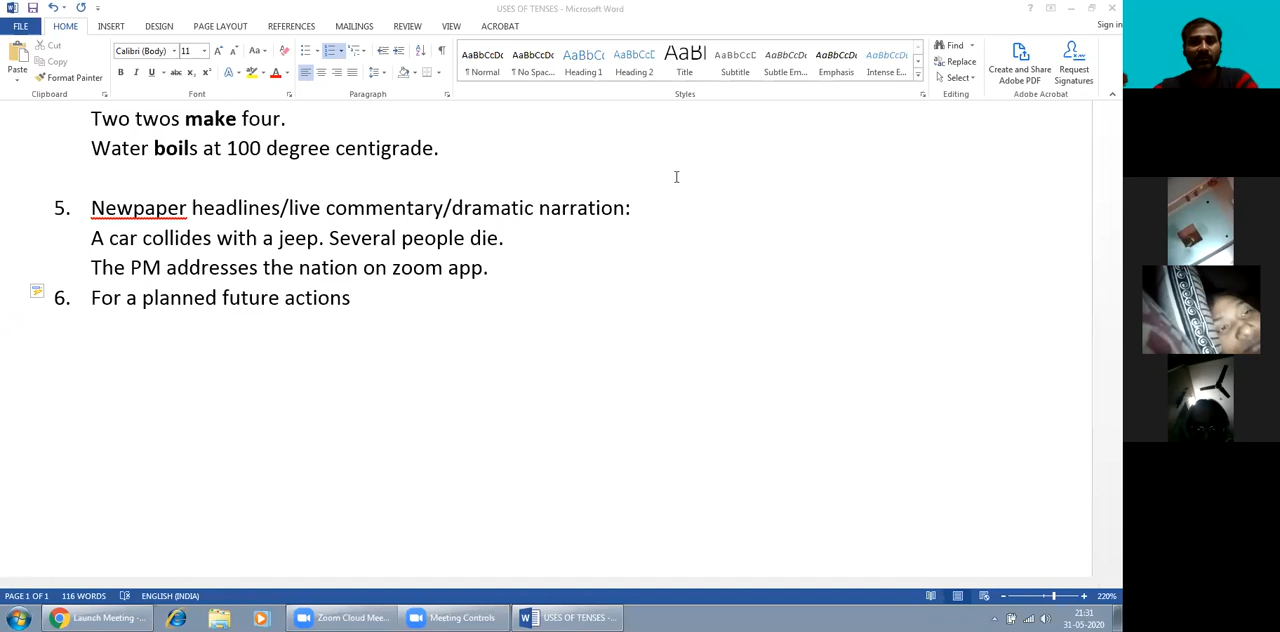 USES OF TENSES - Microsoft Word
Sign in
FILE HOME INSERT DESIGN PAGE LAYOUT REFERENCES MAILINGS REVIEW VIEW ACROBAT
Paste
Cut
Copy
Format Painter
Clipboard
Calibri (Body) 11
Font
Paragraph
AaBbCcDc AaBbCcDc AaBbC( AaBbCcD AaBl AaBbCcD AaBbCcDc AaBbCcDc AaBbCcDc
¶ Normal ¶ No Spac... Heading 1 Heading 2 Title Subtitle Subtle Em... Emphasis Intense E...
Styles
Find
Replace
Select
Editing
Create and Share Adobe PDF
Request Signatures
Adobe Acrobat
Two twos make four.
Water boils at 100 degree centigrade.
5. Newpaper headlines/live commentary/dramatic narration:
A car collides with a jeep. Several people die.
The PM addresses the nation on zoom app.
6. For a planned future actions
PAGE 1 OF 1 116 WORDS ENGLISH (INDIA) 220%
Launch Meeting -... Zoom Cloud Mee... Meeting Controls USES OF TENSES -...
21:31
31-05-2020